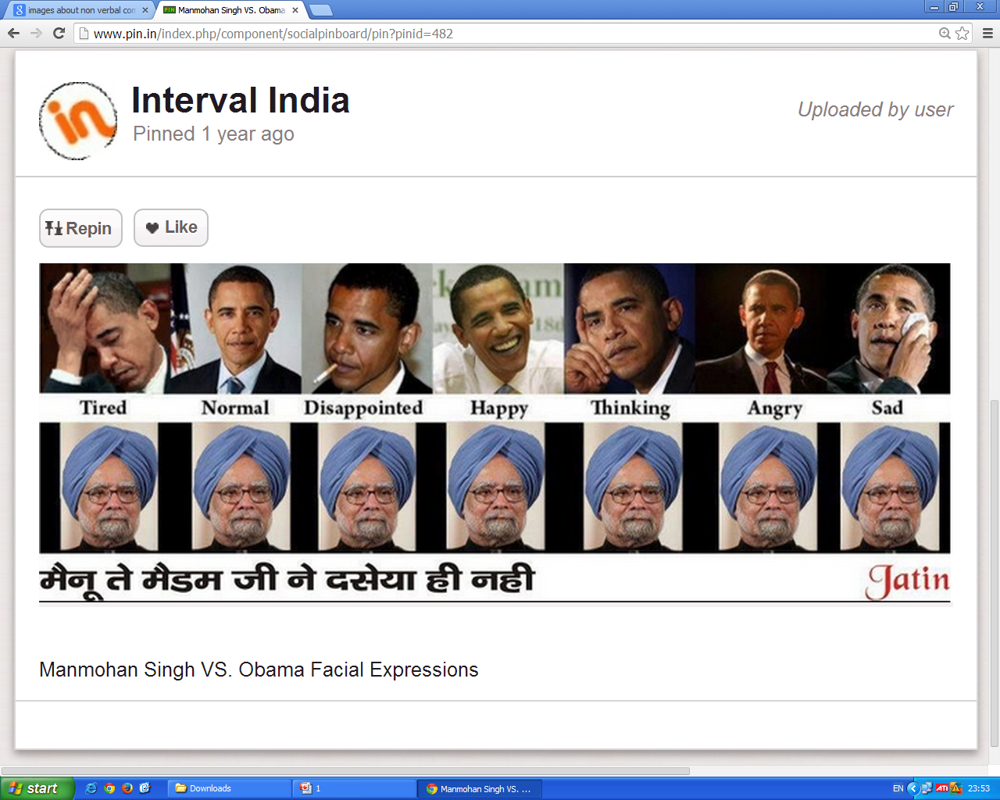 images about non verbal con
Manmohan Singh VS. Obama
www.pin.in/index.php/component/socialpinboard/pin?pinid=482
in
Interval India
Pinned 1 year ago
Uploaded by user
Repin
Like
Tired Normal Disappointed Happy Thinking Angry Sad
मैनू ते मैडम जी ने दसेया ही नही
Jatin
Manmohan Singh VS. Obama Facial Expressions
start
Downloads
1
Manmohan Singh VS. ...
EN
ATI
23:53